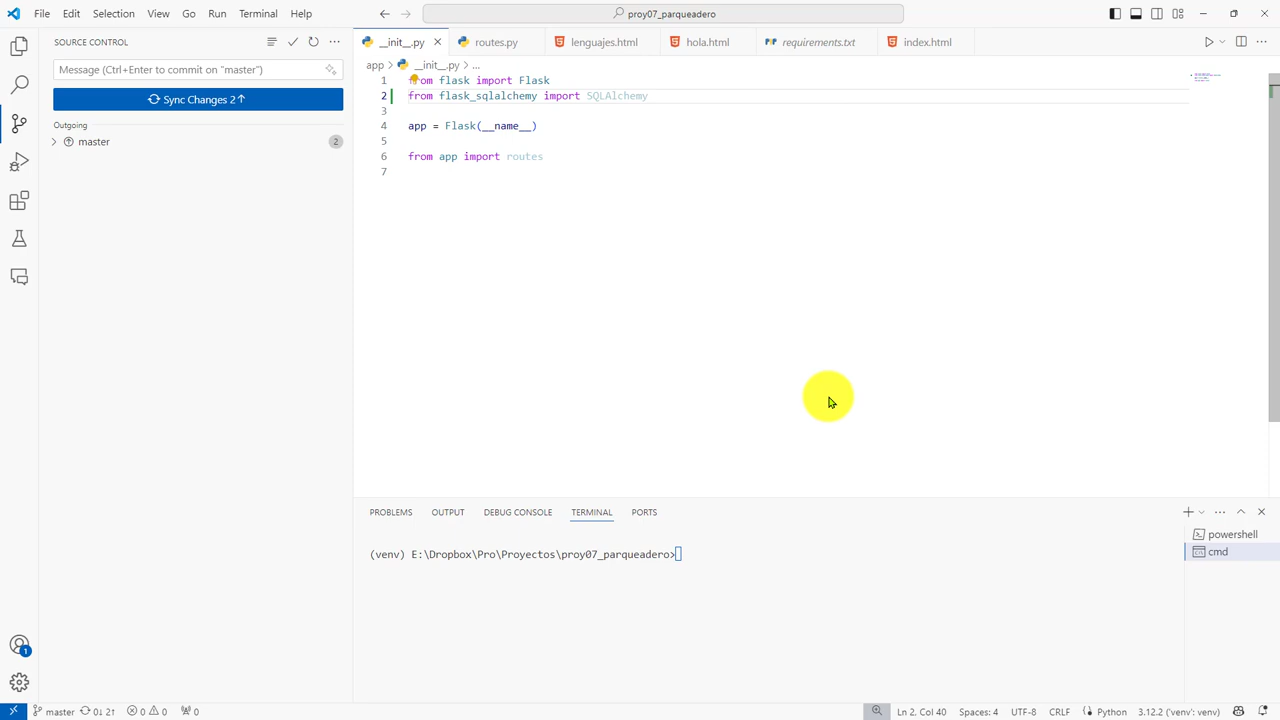 File Edit Selection View Go Run Terminal Help
proy07_parqueadero
SOURCE CONTROL
Message (Ctrl+Enter to commit on "master")
Sync Changes 2↑
Outgoing
master
2
__init__.py
routes.py
lenguajes.html
hola.html
requirements.txt
index.html
app > __init__.py > ...
1 from flask import Flask
2 from flask_sqlalchemy import SQLAlchemy
3
4 app = Flask(__name__)
5
6 from app import routes
7
PROBLEMS OUTPUT DEBUG CONSOLE TERMINAL PORTS
(venv) E:\Dropbox\Pro\Proyectos\proy07_parqueadero>
powershell
cmd
1
master 0↓ 2↑ 0 0 0
Ln 2, Col 40 Spaces: 4 UTF-8 CRLF Python 3.12.2 ('venv': venv)